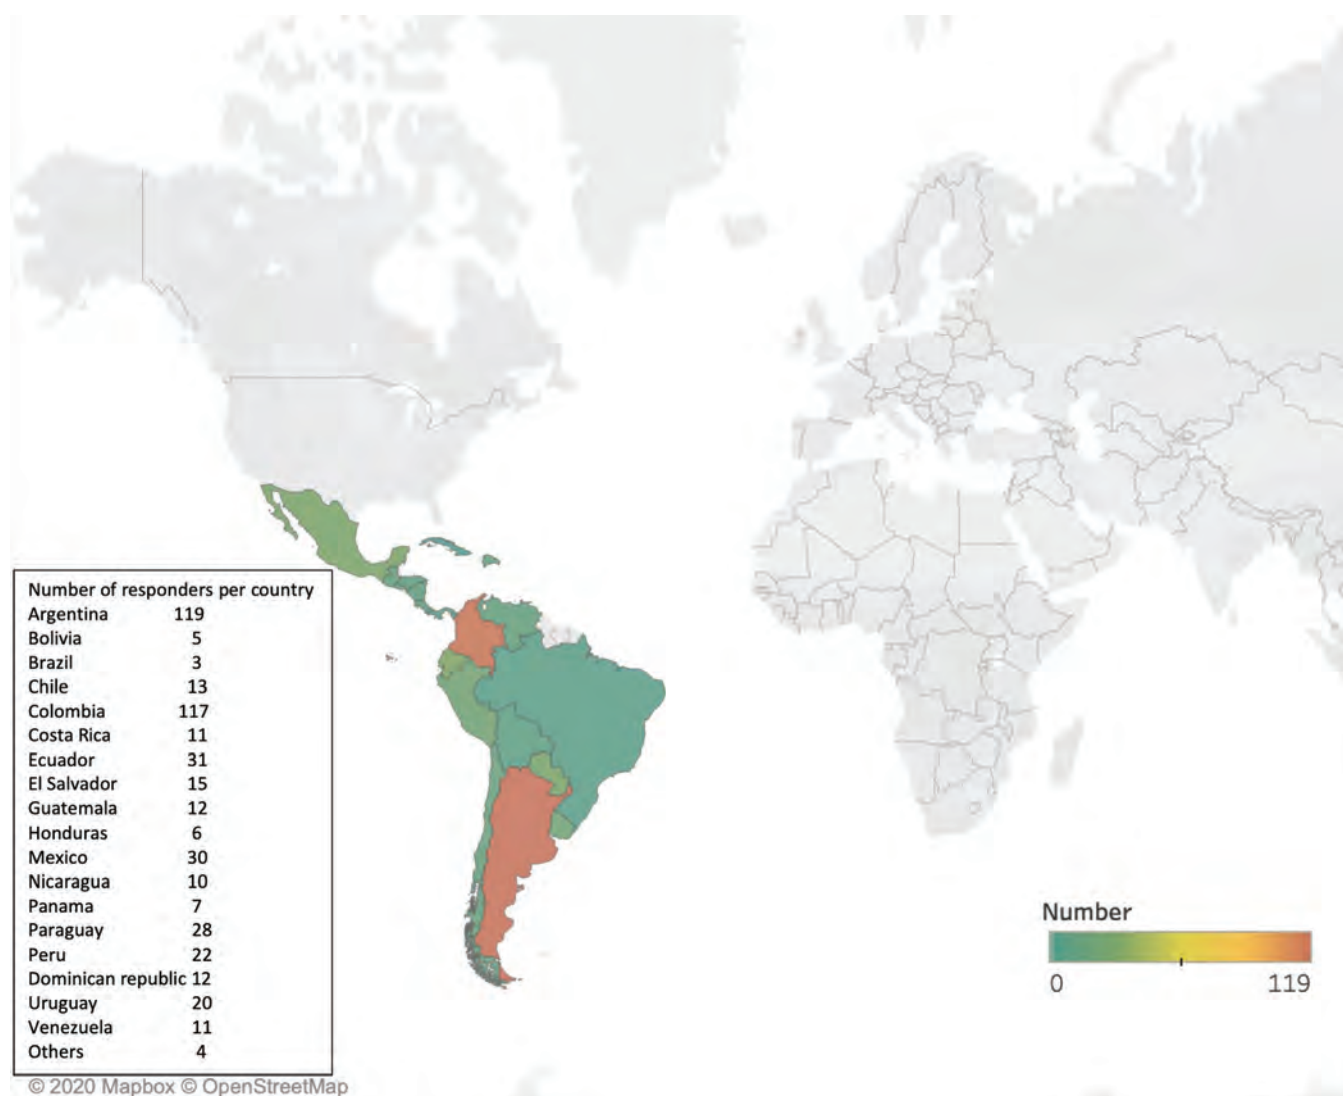 Number of responders per country
Argentina 119
Bolivia 5
Brazil 3
Chile 13
Colombia 117
Costa Rica 11
Ecuador 31
El Salvador 15
Guatemala 12
Honduras 6
Mexico 30
Nicaragua 10
Panama 7
Paraguay 28
Peru 22
Dominican republic 12
Uruguay 20
Venezuela 11
Others 4
Number
0 119
© 2020 Mapbox © OpenStreetMap